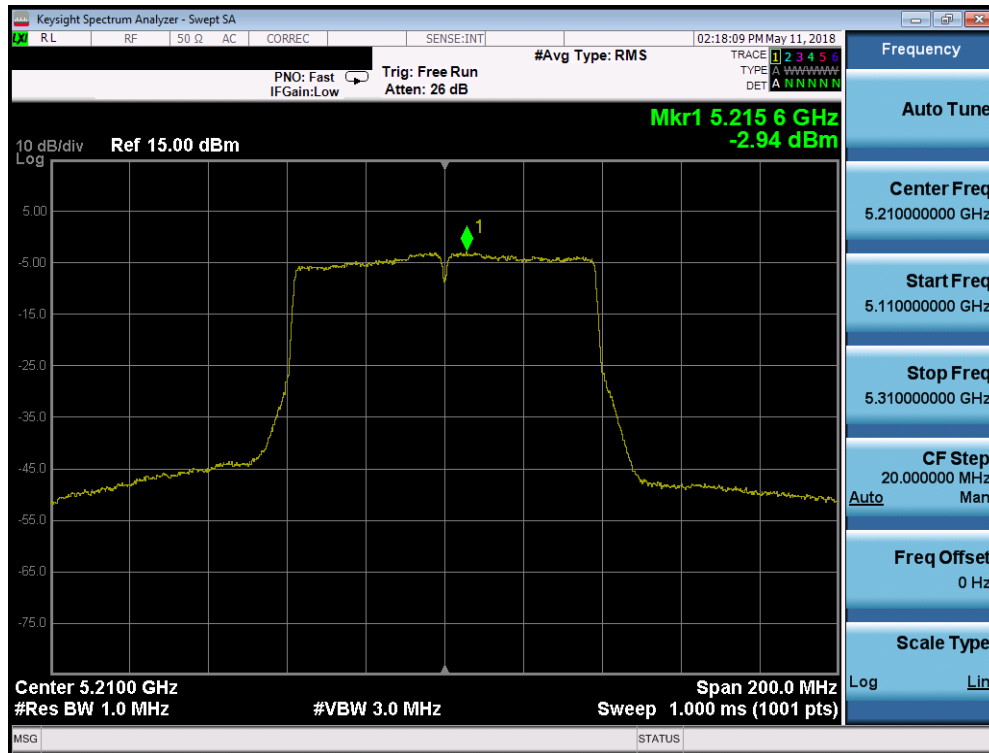 Keysight Spectrum Analyzer - Swept SA
LXI RL RF 50 Ω AC CORREC SENSE:INT 02:18:09 PM May 11, 2018
#Avg Type: RMS TRACE 1 2 3 4 5 6
PNO: Fast Trig: Free Run TYPE A WWWWW
IFGain:Low Atten: 26 dB DET A N N N N N
Mkr1 5.215 6 GHz
-2.94 dBm
10 dB/div Ref 15.00 dBm
Log
1
5.00
-5.00
-15.0
-25.0
-35.0
-45.0
-55.0
-65.0
-75.0
Center 5.2100 GHz Span 200.0 MHz
#Res BW 1.0 MHz #VBW 3.0 MHz Sweep 1.000 ms (1001 pts)
MSG STATUS
Frequency
Auto Tune
Center Freq
5.210000000 GHz
Start Freq
5.110000000 GHz
Stop Freq
5.310000000 GHz
CF Step
20.000000 MHz
Auto Man
Freq Offset
0 Hz
Scale Type
Log Lin